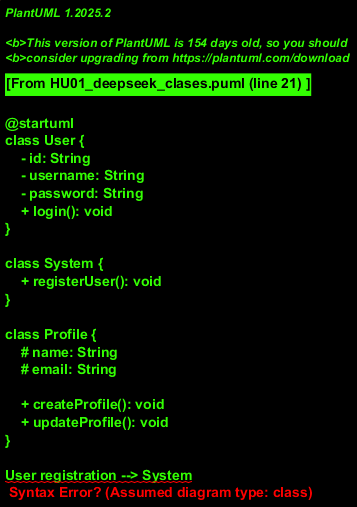 PlantUML 1.2025.2
<b>This version of PlantUML is 154 days old, so you should
<b>consider upgrading from https://plantuml.com/download
[From HU01_deepseek_clases.puml (line 21) ]
@startuml
class User {
- id: String
- username: String
- password: String
+ login(): void
}
class System {
+ registerUser(): void
}
class Profile {
# name: String
# email: String
+ createProfile(): void
+ updateProfile(): void
}
User registration --> System
Syntax Error? (Assumed diagram type: class)